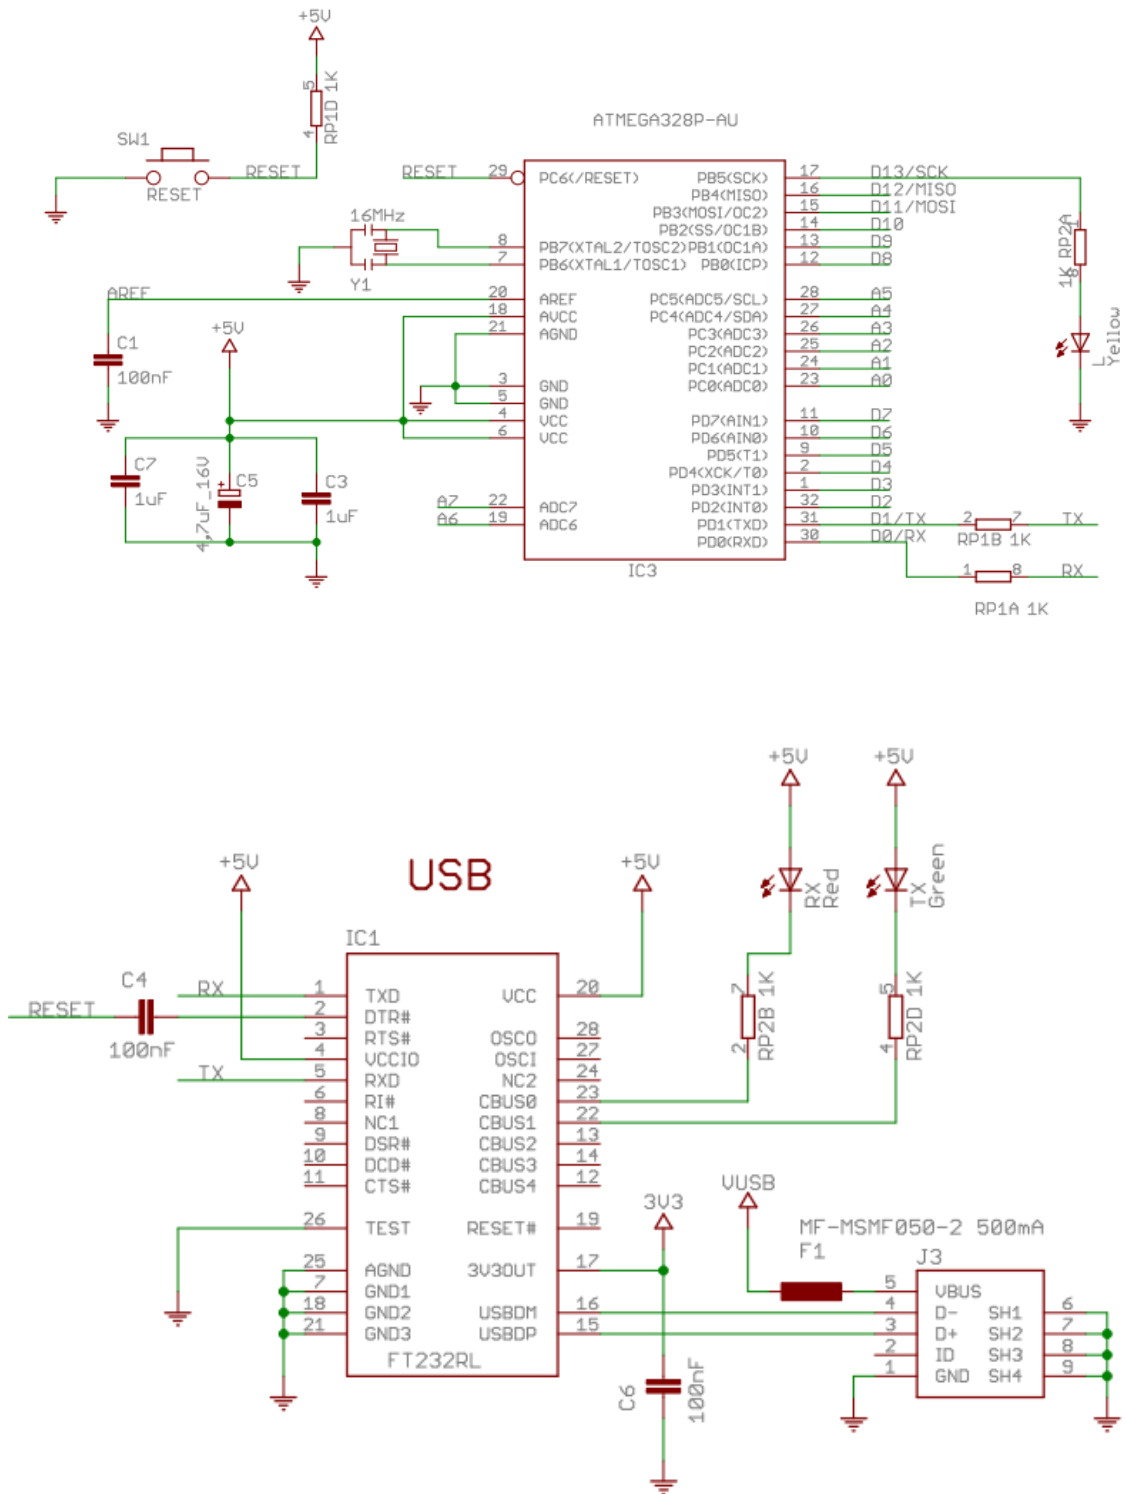 +5V
5
RP1D 1K
4
SW1
RESET
RESET
ATMEGA328P-AU
RESET 29 PC6(/RESET) PB5(SCK) 17 D13/SCK
PB4(MISO) 16 D12/MISO
PB3(MOSI/OC2) 15 D11/MOSI
PB2(SS/OC1B) 14 D10
16MHz
8 PB7(XTAL2/TOSC2) PB1(OC1A) 13 D9
7 PB6(XTAL1/TOSC1) PB0(ICP) 12 D8
Y1
1
1K RP2A
8
AREF 20 AREF PC5(ADC5/SCL) 28 A5
18 AVCC PC4(ADC4/SDA) 27 A4
21 AGND PC3(ADC3) 26 A3
+5V
PC2(ADC2) 25 A2
PC1(ADC1) 24 A1
3 GND PC0(ADC0) 23 A0
C1
100nF
L
Yellow
5 GND
4 VCC PD7(AIN1) 11 D7
6 VCC PD6(AIN0) 10 D6
PD5(T1) 9 D5
PD4(XCK/T0) 2 D4
PD3(INT1) 1 D3
C7
1uF
4,7uF_16V
+
C5
C3
1uF
A7 22 ADC7 PD2(INT0) 32 D2
A6 19 ADC6 PD1(TXD) 31 D1/TX 2 7 TX
PD0(RXD) 30 D0/RX RP1B 1K
IC3
1 8 RX
RP1A 1K
+5V
+5V
RX
Red
TX
Green
+5V
USB
+5V
IC1
C4
100nF
RESET
RX 1 TXD VCC 20
2 DTR#
3 RTS# OSCO 28
4 VCCIO OSCI 27
TX 5 RXD NC2 24
6 RI# CBUS0 23
8 NC1 CBUS1 22
9 DSR# CBUS2 13
10 DCD# CBUS3 14
11 CTS# CBUS4 12
7
RP2B 1K
2
5
RP2D 1K
4
26 TEST RESET# 19
25 AGND 3V3OUT 17
7 GND1
18 GND2 USBDM 16
21 GND3 USBDP 15
FT232RL
3V3
C6
100nF
VUSB
MF-MSMF050-2 500mA
F1
J3
5 VBUS
4 D- SH1 6
3 D+ SH2 7
2 ID SH3 8
1 GND SH4 9